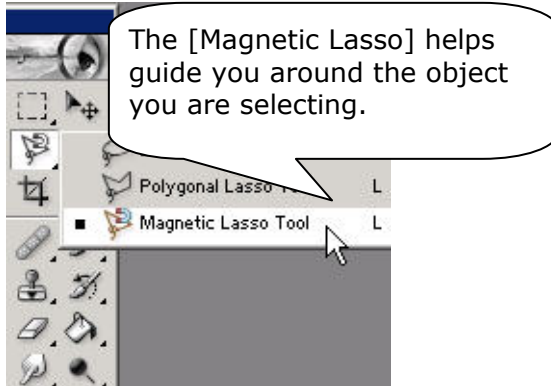 The [Magnetic Lasso] helps
guide you around the object
you are selecting.
Polygonal Lasso
L
Magnetic Lasso Tool
L